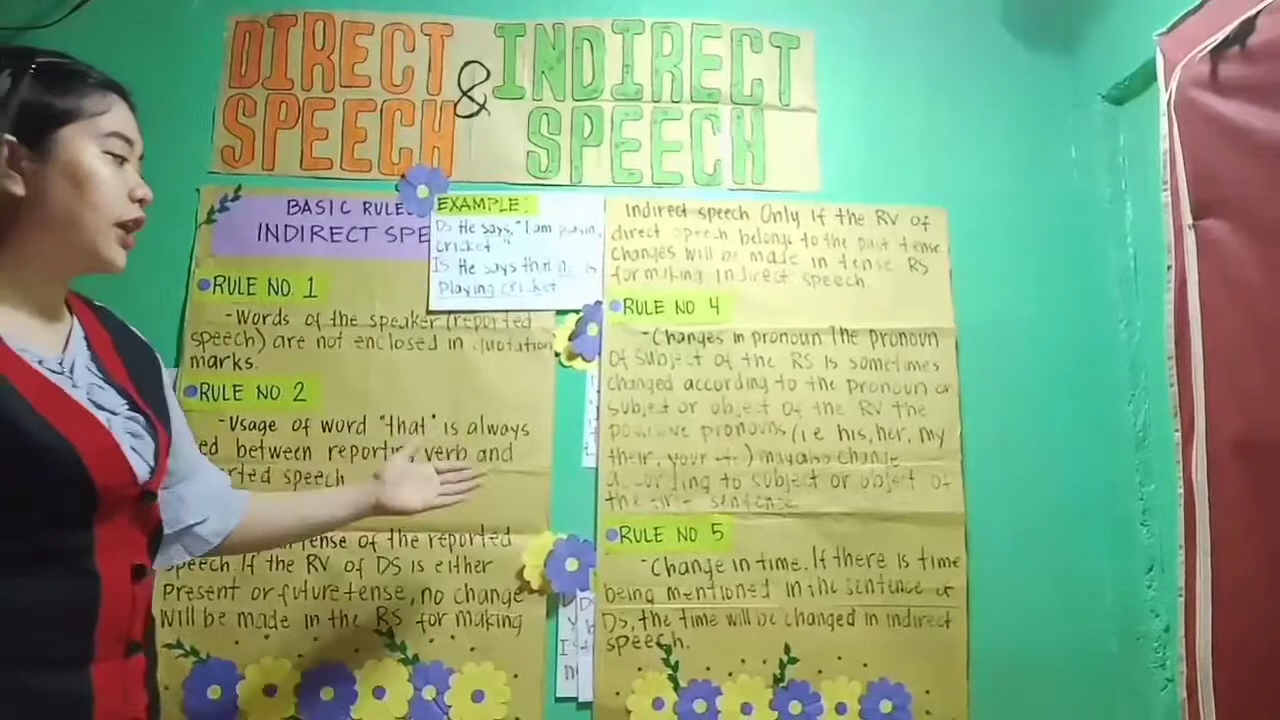 DIRECT
SPEECH
&
INDIRECT
SPEECH
BASIC RULE
INDIRECT SPE
RULE NO. 1
-Words of the speaker (reported
speech) are not enclosed in quotation
marks.
RULE NO 2
-Usage of word "that" is always
ed between reporting verb and
rted speech
tense of the reported
speech. If the RV of DS is either
Present or future tense, no change
will be made in the RS for making
EXAMPLE:
DS He says, "I am
cricket"
IS He says that he is
Playing cricket
Indirect speech Only If the RV of
direct speech belongs to the past tense
changes will be made in tense RS
for making indirect speech.
RULE NO 4
-Changes in pronoun The pronoun
of subject of the RS is sometimes
changed according to the pronoun or
subject or object of the RV the
pronouns (i.e his, her, my
their, your) may also change
according to subject or object of
the sentence
RULE NO 5
-Change in time. If there is time
being mentioned in the sentence of
DS, the time will be changed in indirect
speech.